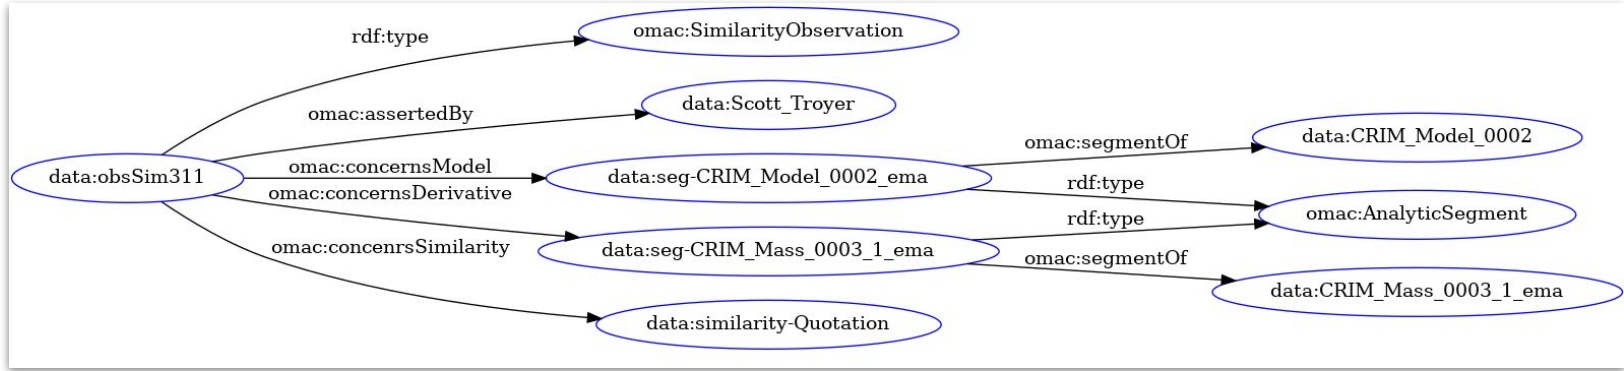 rdf:type
omac:SimilarityObservation
omac:assertedBy
data:Scott_Troyer
data:obsSim311
omac:concernsModel
omac:concernsDerivative
omac:concenrsSimilarity
data:seg-CRIM_Model_0002_ema
data:seg-CRIM_Mass_0003_1_ema
data:similarity-Quotation
omac:segmentOf
data:CRIM_Model_0002
rdf:type
omac:AnalyticSegment
rdf:type
omac:segmentOf
data:CRIM_Mass_0003_1_ema